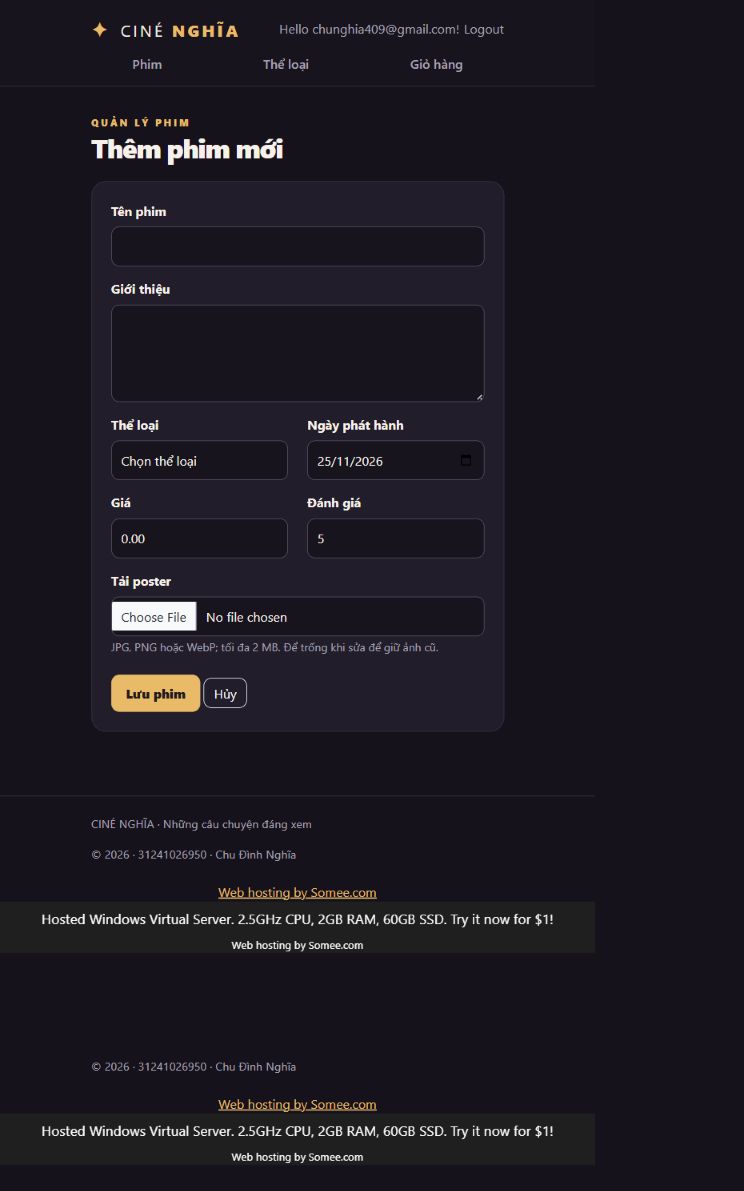 ✦ CINÉ NGHĨA
Hello chunghia409@gmail.com! Logout
Phim Thể loại Giỏ hàng
QUẢN LÝ PHIM
Thêm phim mới
Tên phim
Giới thiệu
Thể loại Ngày phát hành
Chọn thể loại 25/11/2026
Giá Đánh giá
0.00 5
Tải poster
Choose File No file chosen
JPG, PNG hoặc WebP; tối đa 2 MB. Để trống khi sửa để giữ ảnh cũ.
Lưu phim Hủy
CINÉ NGHĨA · Những câu chuyện đáng xem
© 2026 · 31241026950 · Chu Đình Nghĩa
Web hosting by Somee.com
Hosted Windows Virtual Server. 2.5GHz CPU, 2GB RAM, 60GB SSD. Try it now for $1!
Web hosting by Somee.com
© 2026 · 31241026950 · Chu Đình Nghĩa
Web hosting by Somee.com
Hosted Windows Virtual Server. 2.5GHz CPU, 2GB RAM, 60GB SSD. Try it now for $1!
Web hosting by Somee.com